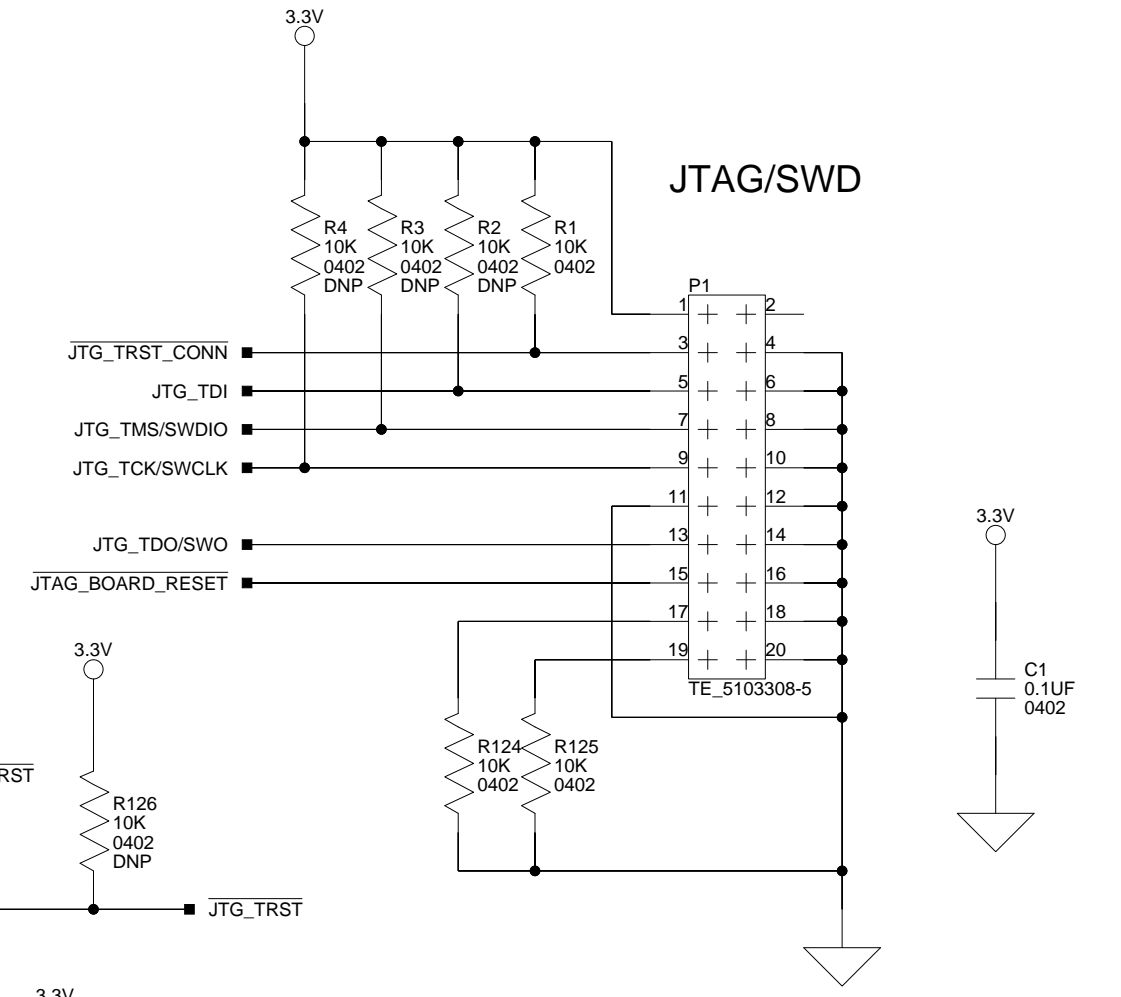 3.3V
JTAG/SWD
R4
10K
0402
DNP
R3
10K
0402
DNP
R2
10K
0402
DNP
R1
10K
0402
P1
1
2
JTG_TRST_CONN
3
4
JTG_TDI
5
6
JTG_TMS/SWDIO
7
8
JTG_TCK/SWCLK
9
10
11
12
JTG_TDO/SWO
13
14
JTAG_BOARD_RESET
15
16
17
18
19
20
TE_5103308-5
3.3V
C1
0.1UF
0402
3.3V
R124
10K
0402
R125
10K
0402
RST
R126
10K
0402
DNP
JTG_TRST
3.3V